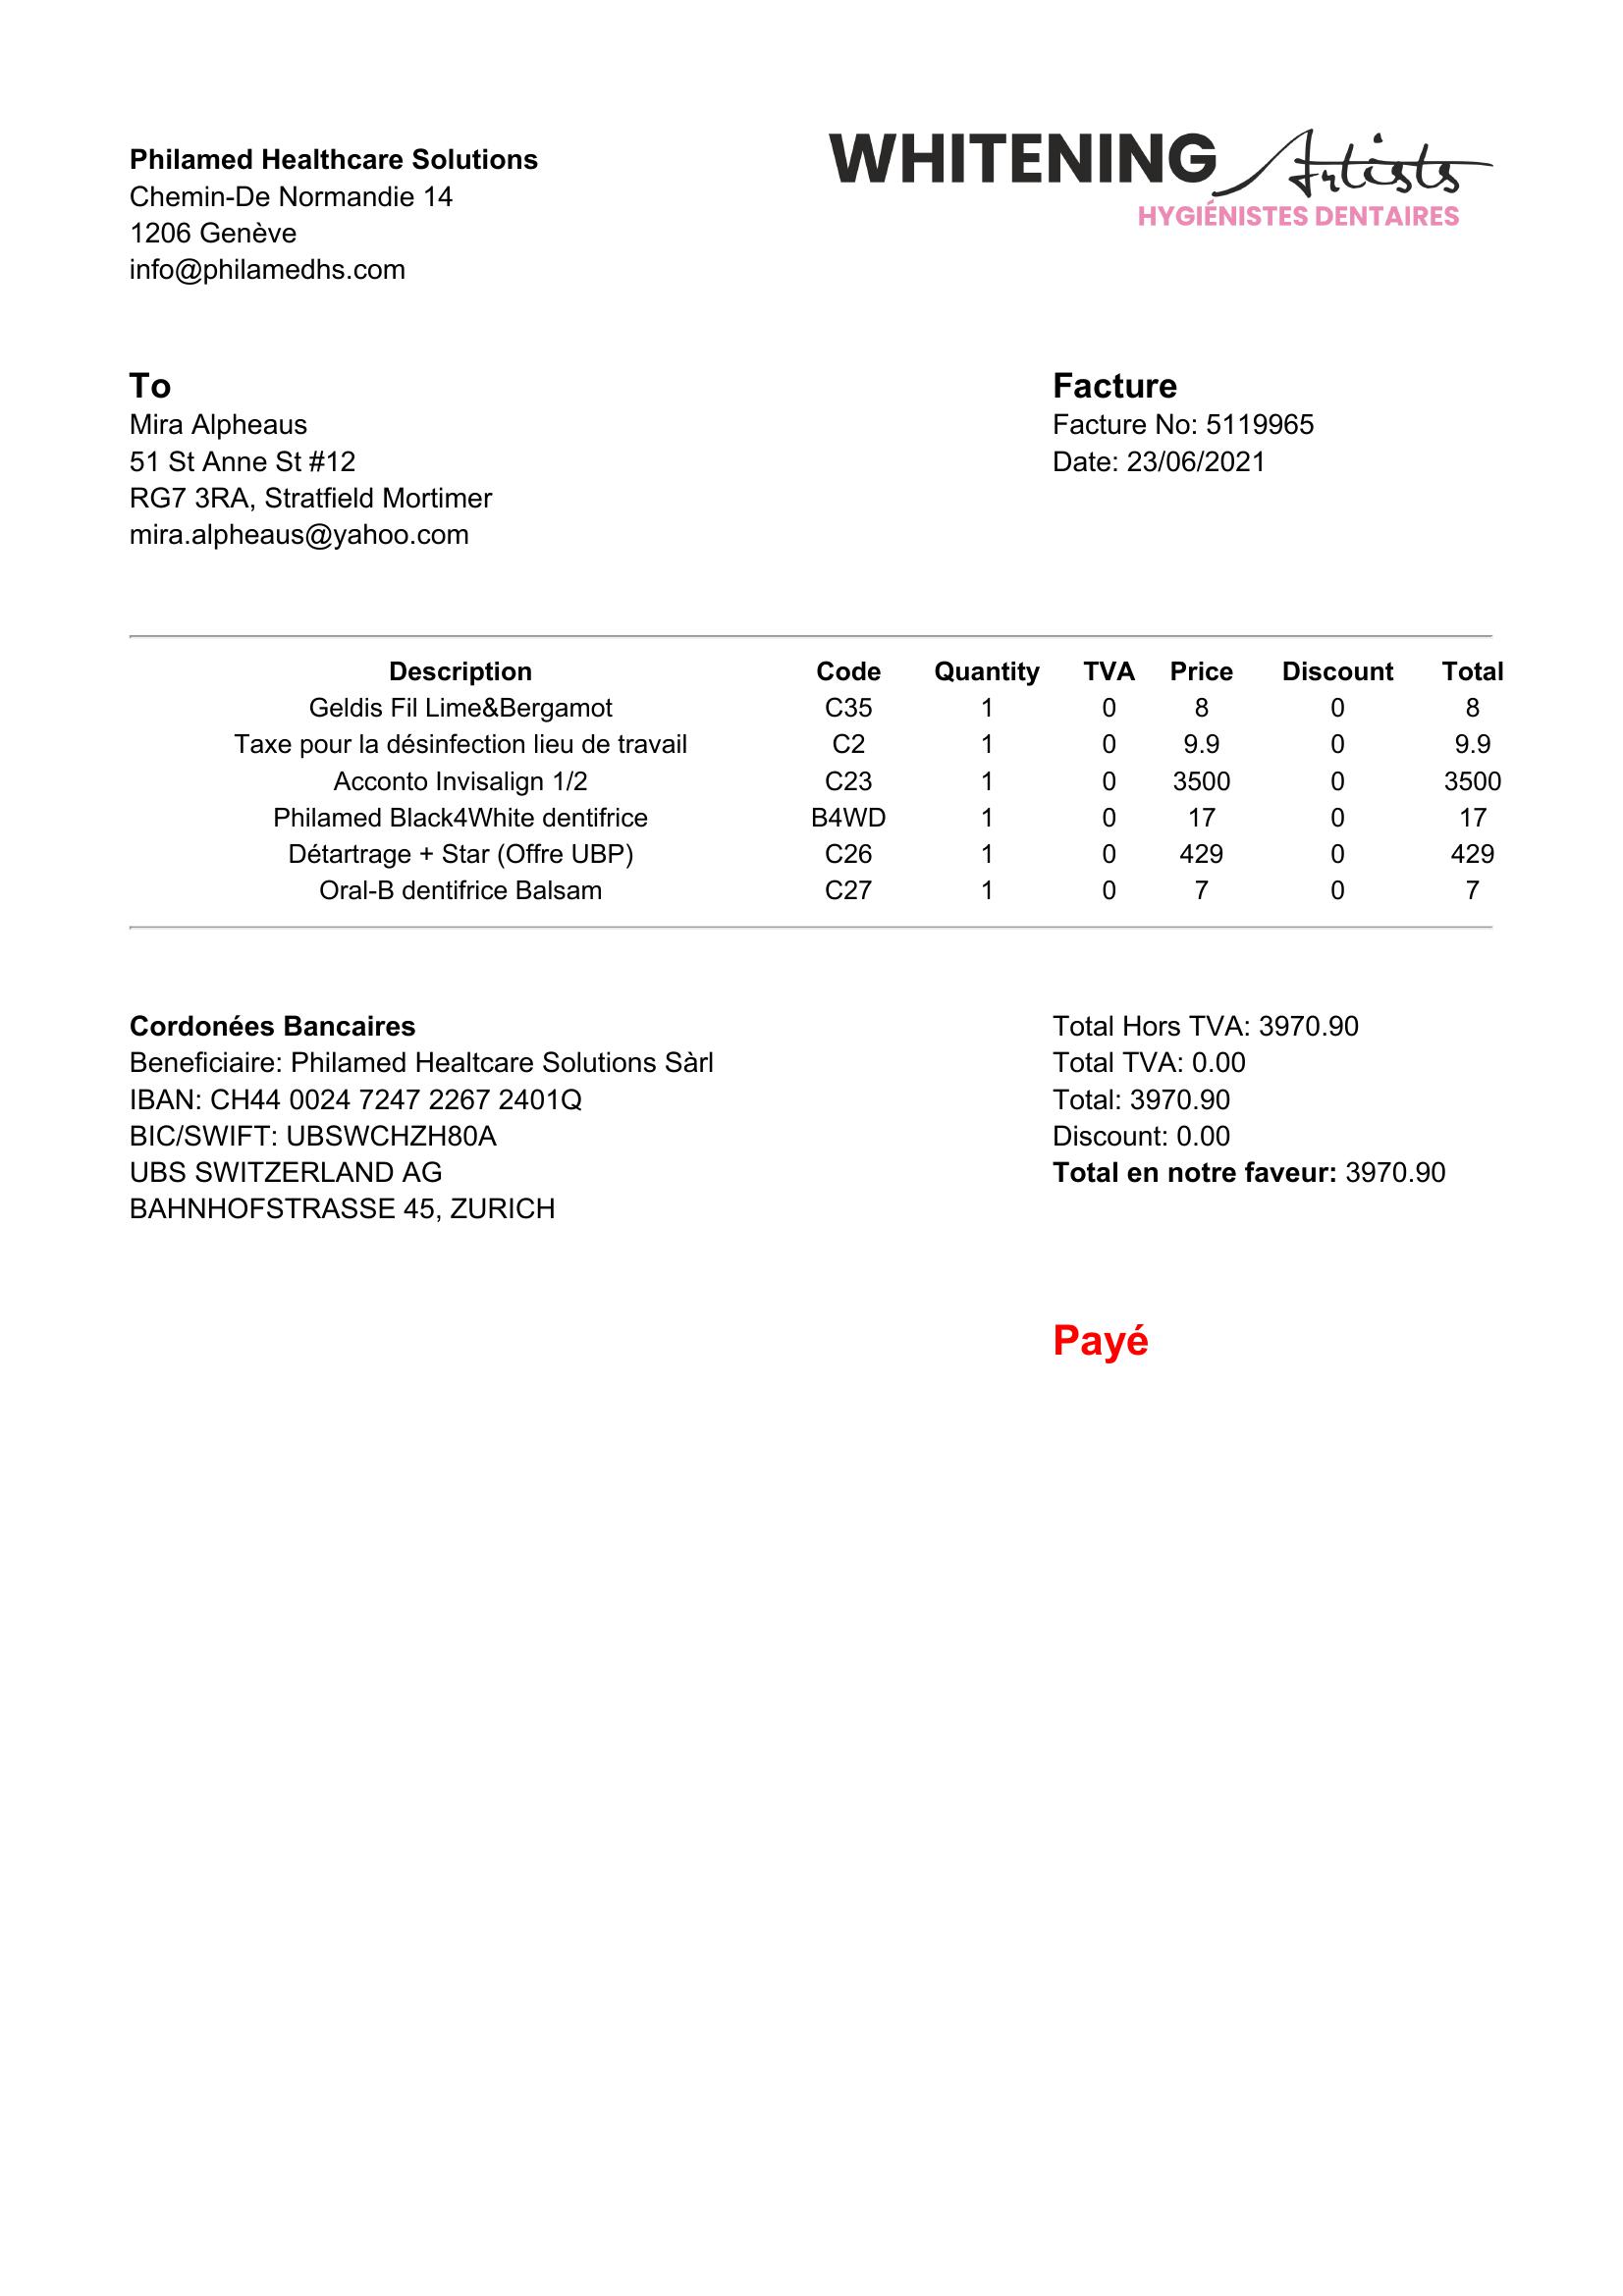 Philamed Healthcare Solutions
Chemin-De Normandie 14
1206 Genève
info@philamedhs.com
WHITENING Artists
HYGIÉNISTES DENTAIRES
To
Mira Alpheaus
51 St Anne St #12
RG7 3RA, Stratfield Mortimer
mira.alpheaus@yahoo.com
Facture
Facture No: 5119965
Date: 23/06/2021
Description Code Quantity TVA Price Discount Total
Geldis Fil Lime&Bergamot C35 1 0 8 0 8
Taxe pour la désinfection lieu de travail C2 1 0 9.9 0 9.9
Acconto Invisalign 1/2 C23 1 0 3500 0 3500
Philamed Black4White dentifrice B4WD 1 0 17 0 17
Détartrage + Star (Offre UBP) C26 1 0 429 0 429
Oral-B dentifrice Balsam C27 1 0 7 0 7
Cordonées Bancaires
Beneficiaire: Philamed Healtcare Solutions Sàrl
IBAN: CH44 0024 7247 2267 2401Q
BIC/SWIFT: UBSWCHZH80A
UBS SWITZERLAND AG
BAHNHOFSTRASSE 45, ZURICH
Total Hors TVA: 3970.90
Total TVA: 0.00
Total: 3970.90
Discount: 0.00
Total en notre faveur: 3970.90
Payé